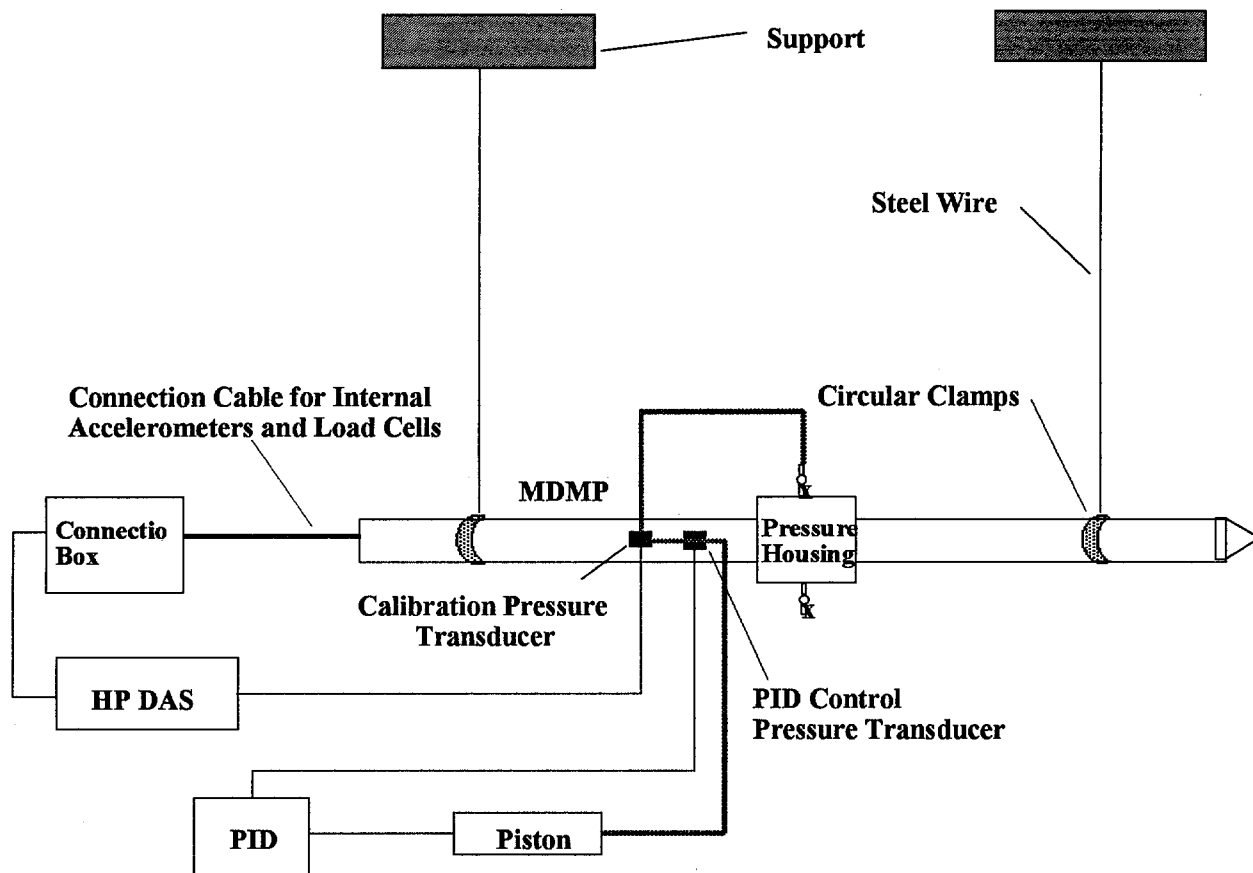 Support
Steel Wire
Connection Cable for Internal
Accelerometers and Load Cells
Circular Clamps
MDMP
Connectio
Box
Pressure
Housing
X
X
Calibration Pressure
Transducer
HP DAS
PID Control
Pressure Transducer
PID
Piston